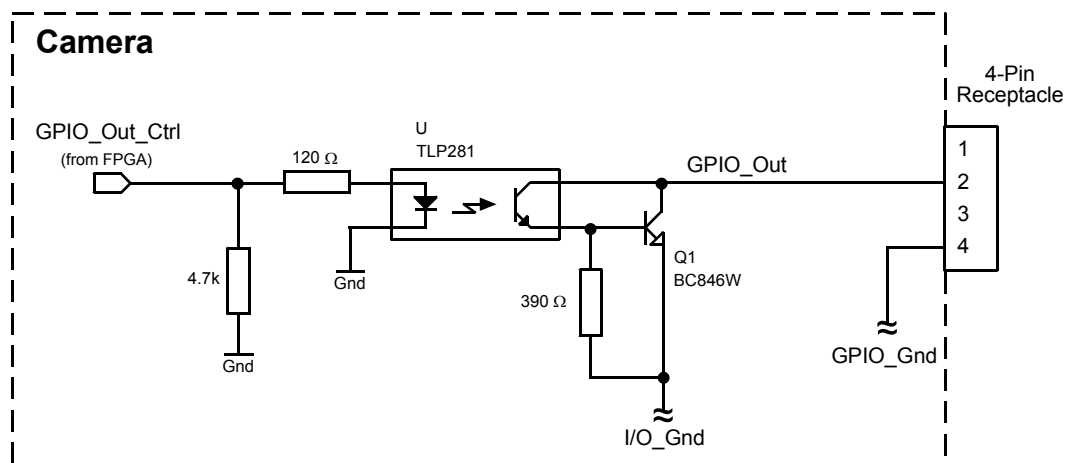 Camera
4-Pin
Receptacle
GPIO_Out_Ctrl
(from FPGA)
120 Ω
U
TLP281
GPIO_Out
1
2
3
4
4.7k
Gnd
Gnd
390 Ω
Q1
BC846W
GPIO_Gnd
I/O_Gnd